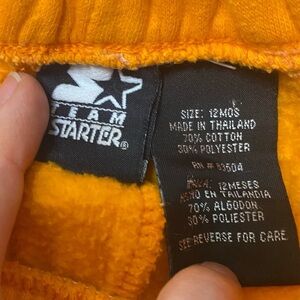 TEAM
STARTER®
SIZE: 12MOS
MADE IN THAILAND
70% COTTON
30% POLYESTER
RN # 83504
12MESES
HECHO EN TAILANDIA
70% ALGODON
30% POLIESTER
SEE REVERSE FOR CARE